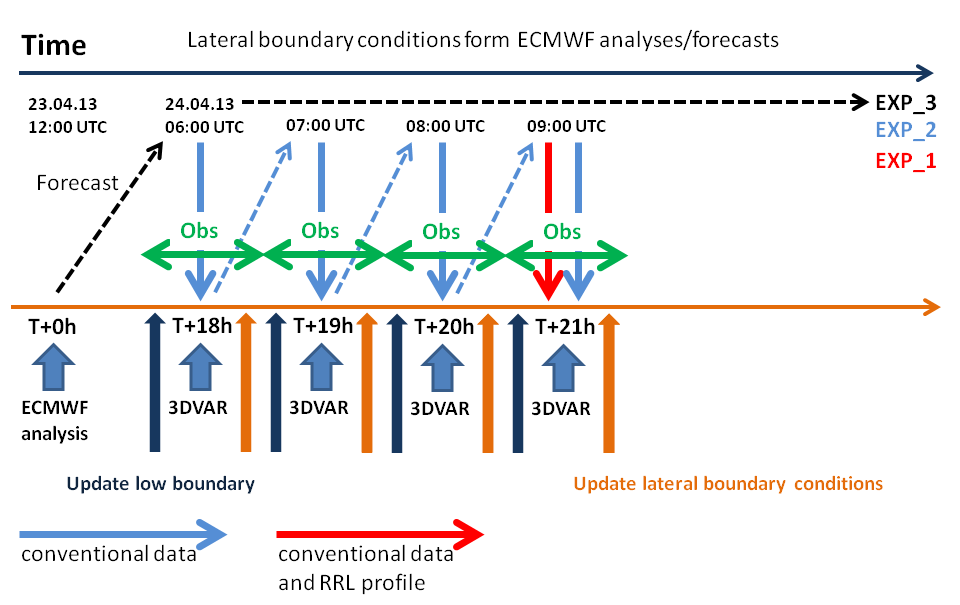 Time
Lateral boundary conditions form ECMWF analyses/forecasts
23.04.13
12:00 UTC
24.04.13
06:00 UTC
07:00 UTC
08:00 UTC
09:00 UTC
EXP_3
EXP_2
EXP_1
Forecast
Obs
Obs
Obs
Obs
T+0h
T+18h
T+19h
T+20h
T+21h
ECMWF
analysis
3DVAR
3DVAR
3DVAR
3DVAR
Update low boundary
Update lateral boundary conditions
conventional data
conventional data
and RRL profile